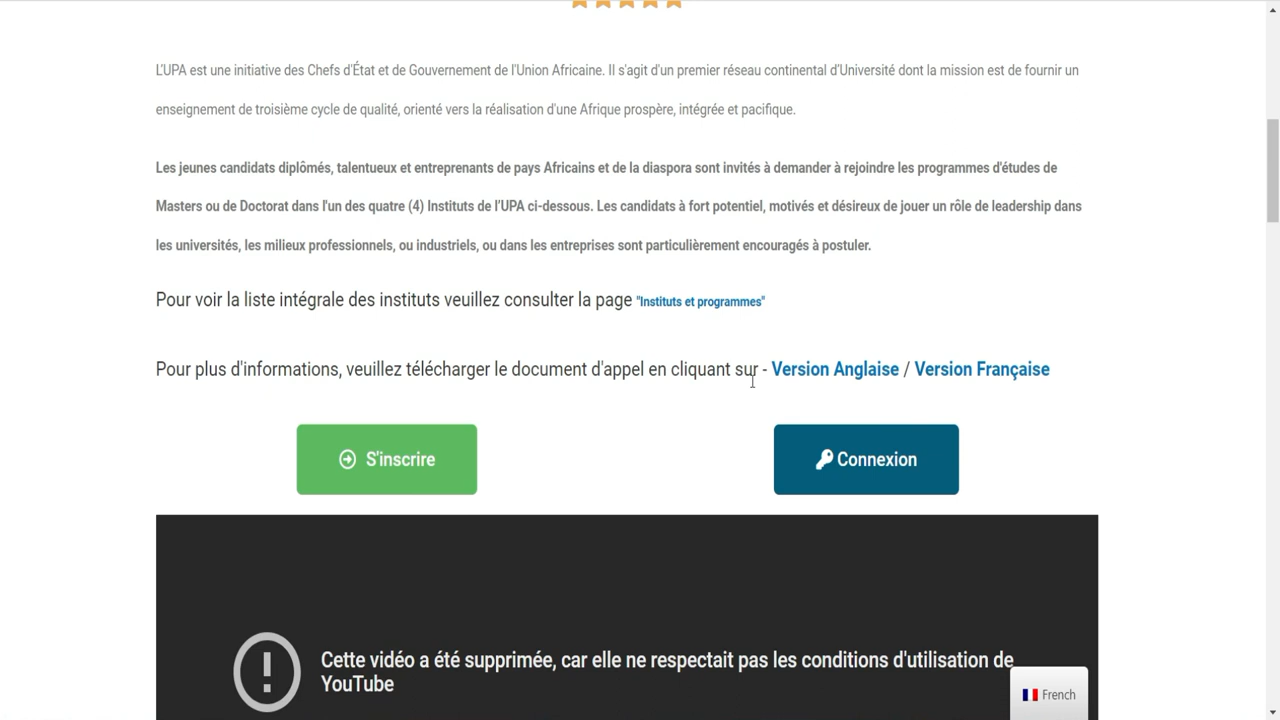 L'UPA est une initiative des Chefs d'État et de Gouvernement de l'Union Africaine. Il s'agit d'un premier réseau continental d'Université dont la mission est de fournir un
enseignement de troisième cycle de qualité, orienté vers la réalisation d'une Afrique prospère, intégrée et pacifique.
Les jeunes candidats diplômés, talentueux et entreprenants de pays Africains et de la diaspora sont invités à demander à rejoindre les programmes d'études de
Masters ou de Doctorat dans l'un des quatre (4) Instituts de l'UPA ci-dessous. Les candidats à fort potentiel, motivés et désireux de jouer un rôle de leadership dans
les universités, les milieux professionnels, ou industriels, ou dans les entreprises sont particulièrement encouragés à postuler.
Pour voir la liste intégrale des instituts veuillez consulter la page "Instituts et programmes"
Pour plus d'informations, veuillez télécharger le document d'appel en cliquant sur - Version Anglaise / Version Française
S'inscrire
Connexion
Cette vidéo a été supprimée, car elle ne respectait pas les conditions d'utilisation de
YouTube
French